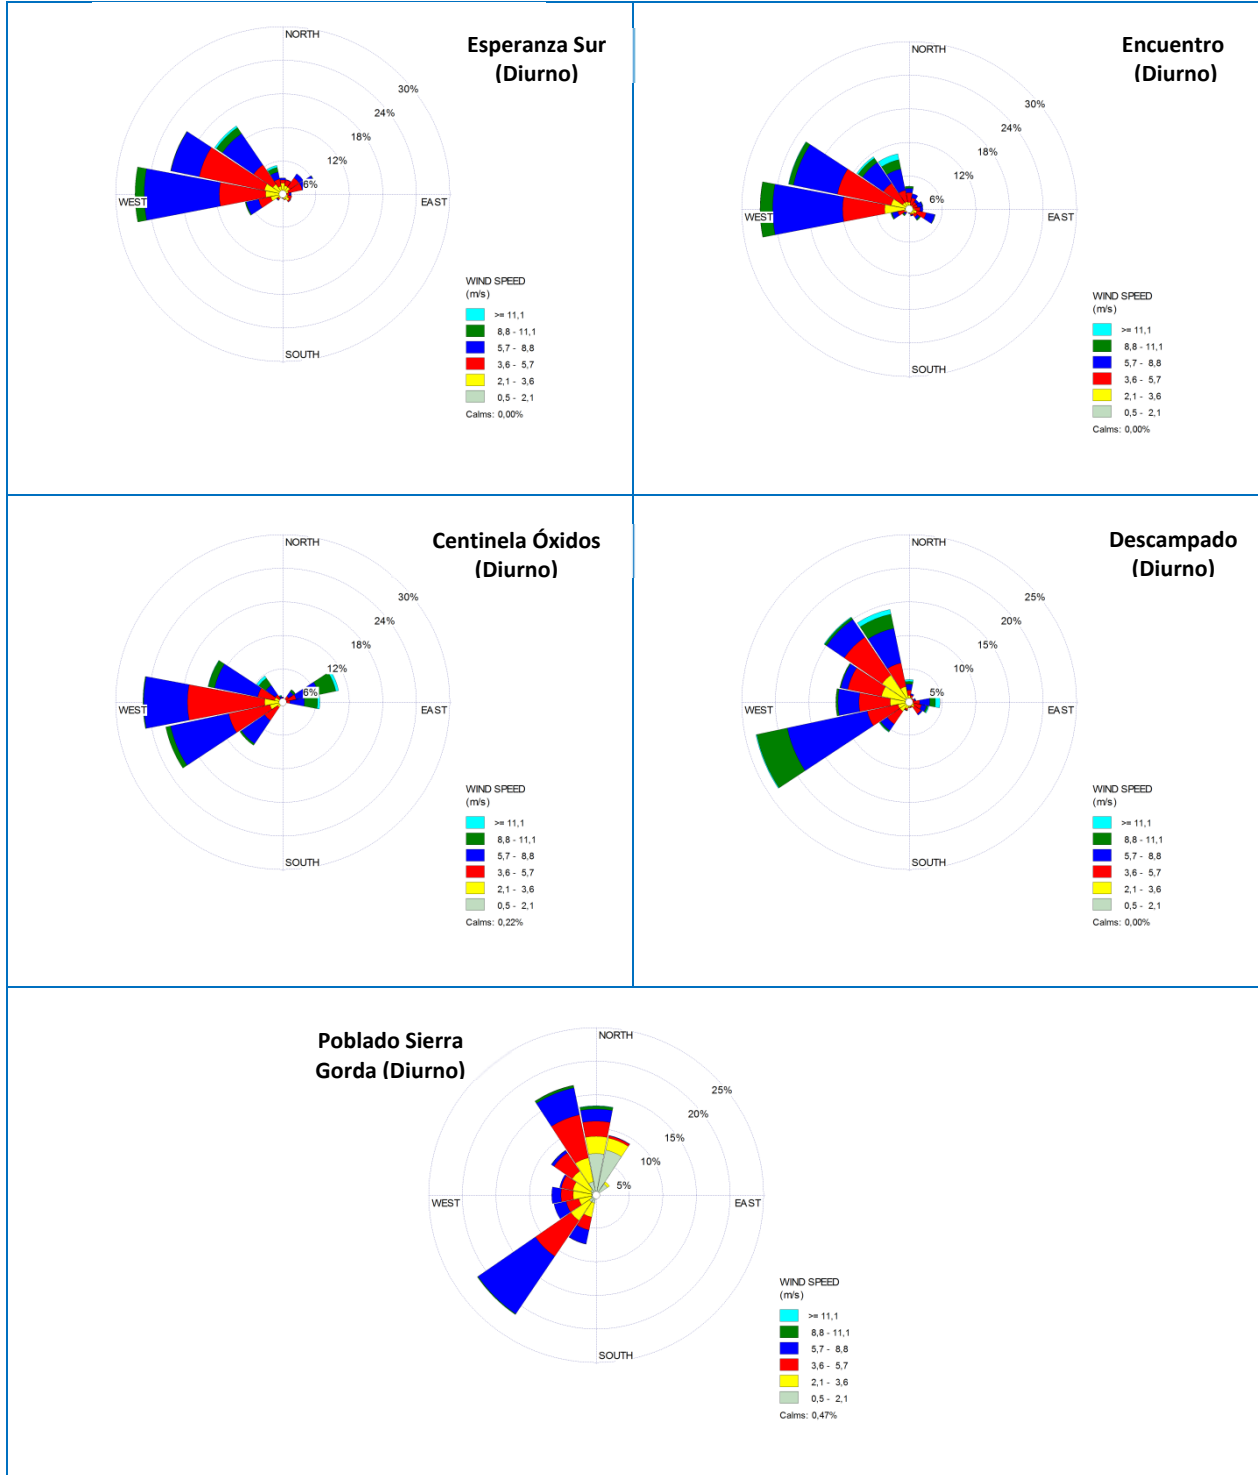 Esperanza Sur
(Diurno)
NORTH
30%
24%
18%
12%
6%
WEST
EAST
SOUTH
WIND SPEED
(m/s)
>= 11,1
8,8 - 11,1
5,7 - 8,8
3,6 - 5,7
2,1 - 3,6
0,5 - 2,1
Calms: 0,00%
Encuentro
(Diurno)
NORTH
30%
24%
18%
12%
6%
WEST
EAST
SOUTH
WIND SPEED
(m/s)
>= 11,1
8,8 - 11,1
5,7 - 8,8
3,6 - 5,7
2,1 - 3,6
0,5 - 2,1
Calms: 0,00%
Centinela Óxidos
(Diurno)
NORTH
30%
24%
18%
12%
6%
WEST
EAST
SOUTH
WIND SPEED
(m/s)
>= 11,1
8,8 - 11,1
5,7 - 8,8
3,6 - 5,7
2,1 - 3,6
0,5 - 2,1
Calms: 0,22%
Descampado
(Diurno)
NORTH
25%
20%
15%
10%
5%
WEST
EAST
SOUTH
WIND SPEED
(m/s)
>= 11,1
8,8 - 11,1
5,7 - 8,8
3,6 - 5,7
2,1 - 3,6
0,5 - 2,1
Calms: 0,00%
Poblado Sierra
Gorda (Diurno)
NORTH
25%
20%
15%
10%
5%
WEST
EAST
SOUTH
WIND SPEED
(m/s)
>= 11,1
8,8 - 11,1
5,7 - 8,8
3,6 - 5,7
2,1 - 3,6
0,5 - 2,1
Calms: 0,47%